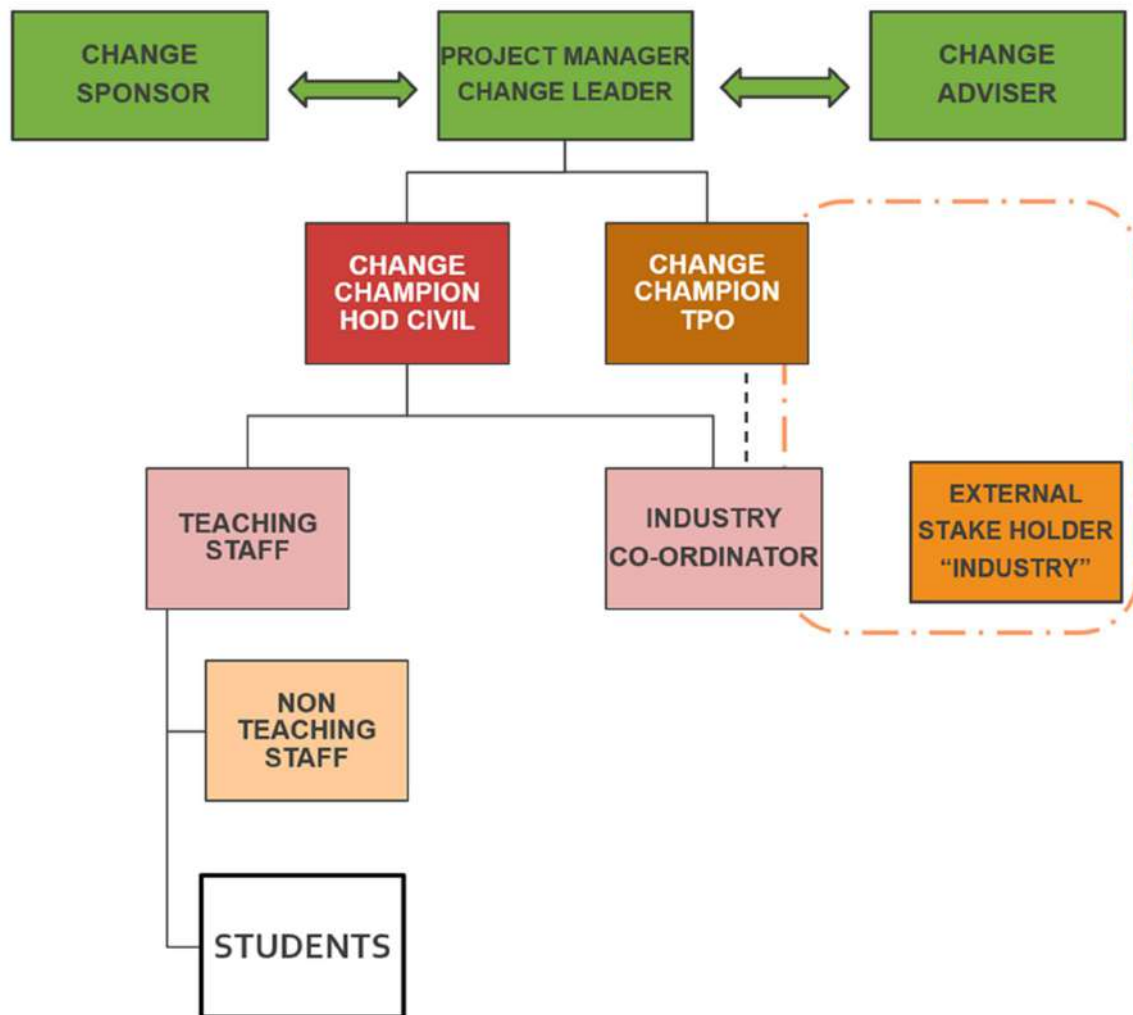 CHANGE
SPONSOR
PROJECT MANAGER
CHANGE LEADER
CHANGE
ADVISER
CHANGE
CHAMPION
HOD CIVIL
CHANGE
CHAMPION
TPO
TEACHING
STAFF
INDUSTRY
CO-ORDINATOR
EXTERNAL
STAKE HOLDER
“INDUSTRY”
NON
TEACHING
STAFF
STUDENTS